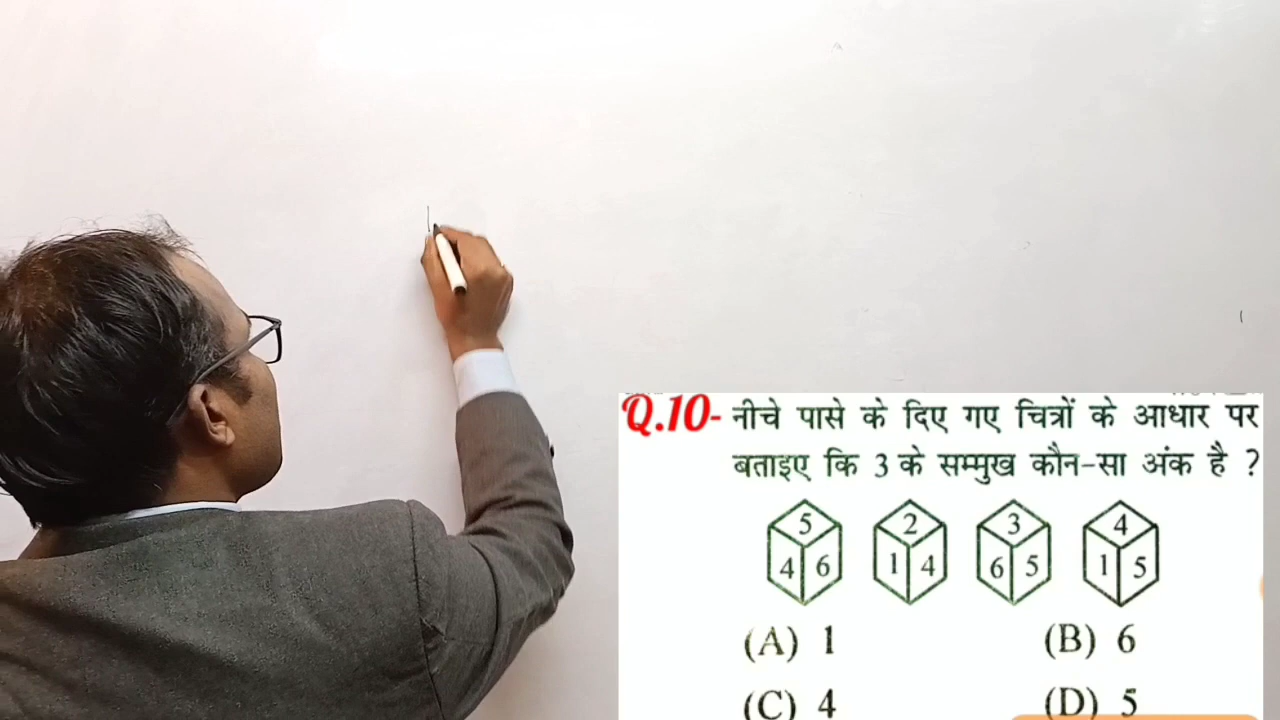 Q.10- नीचे पासे के दिए गए चित्रों के आधार पर
बताइए कि 3 के सम्मुख कौन-सा अंक है ?
5 4 6
2 1 4
3 6 5
4 1 5
(A) 1 (B) 6
(C) 4 (D) 5